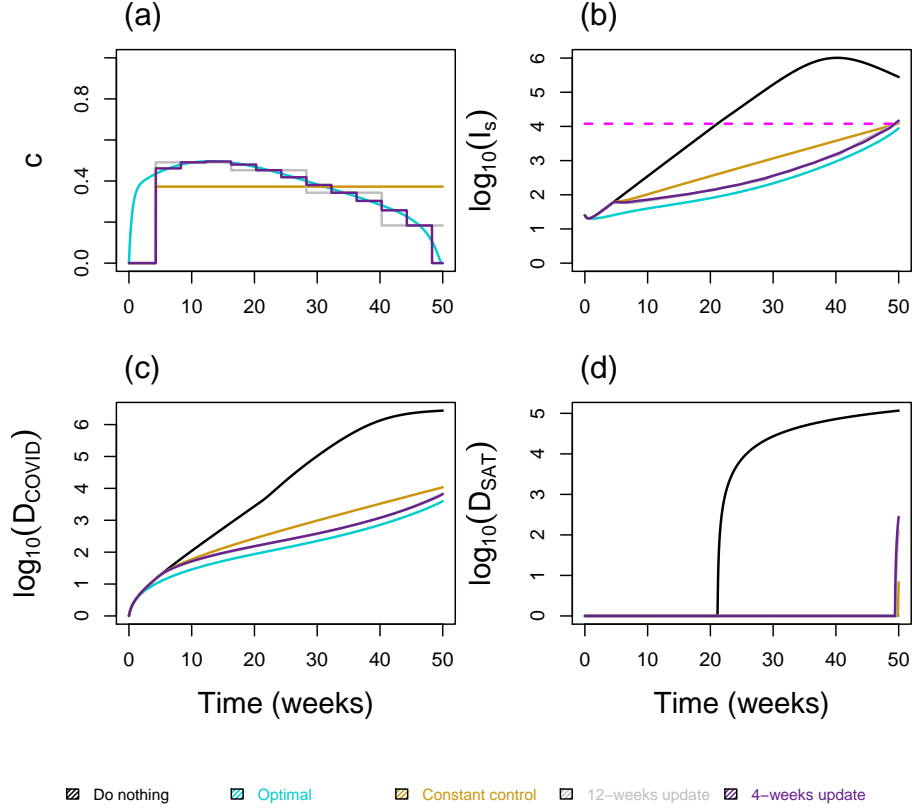 (a)
c
0.0 0.4 0.8
0 10 20 30 40 50
(b)
log10(Is)
0 1 2 3 4 5 6
0 10 20 30 40 50
(c)
log10(DCOVID)
0 1 2 3 4 5 6
0 10 20 30 40 50
Time (weeks)
(d)
log10(DSAT)
0 1 2 3 4 5
0 10 20 30 40 50
Time (weeks)
Do nothing Optimal Constant control 12−weeks update 4−weeks update